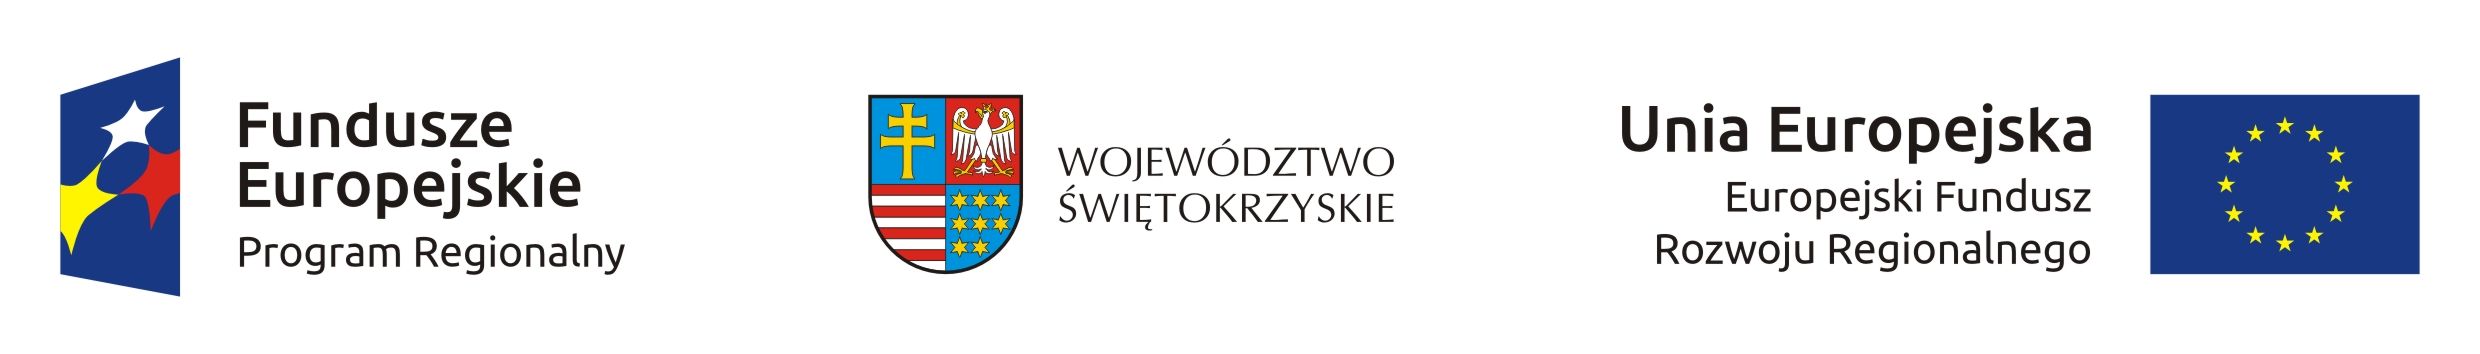 Fundusze
Europejskie
Program Regionalny
WOJEWÓDZTWO
ŚWIĘTOKRZYSKIE
Unia Europejska
Europejski Fundusz
Rozwoju Regionalnego